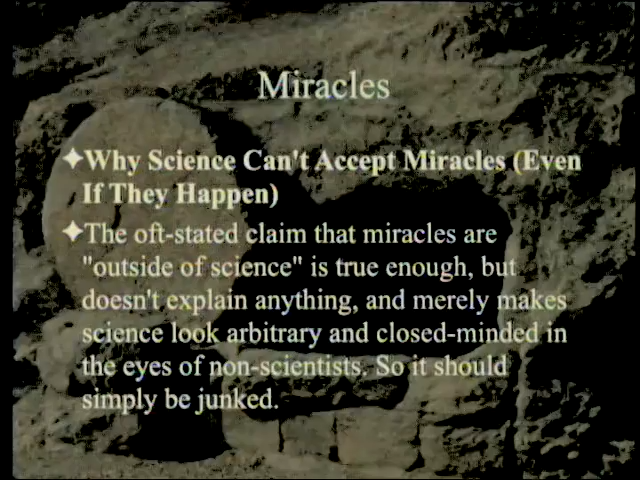 Miracles
✦Why Science Can't Accept Miracles (Even
If They Happen)
✦The oft-stated claim that miracles are
"outside of science" is true enough, but
doesn't explain anything, and merely makes
science look arbitrary and closed-minded in
the eyes of non-scientists. So it should
simply be junked.